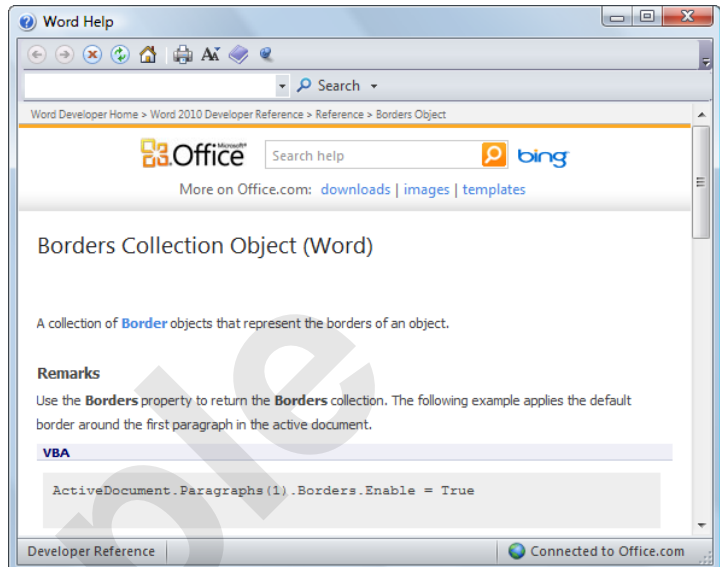 Word Help
Search
Word Developer Home > Word 2010 Developer Reference > Reference > Borders Object
Microsoft®
Office Search help bing
More on Office.com: downloads | images | templates
Borders Collection Object (Word)
A collection of Border objects that represent the borders of an object.
Remarks
Use the Borders property to return the Borders collection. The following example applies the default
border around the first paragraph in the active document.
VBA
ActiveDocument.Paragraphs(1).Borders.Enable = True
ple
Developer Reference Connected to Office.com